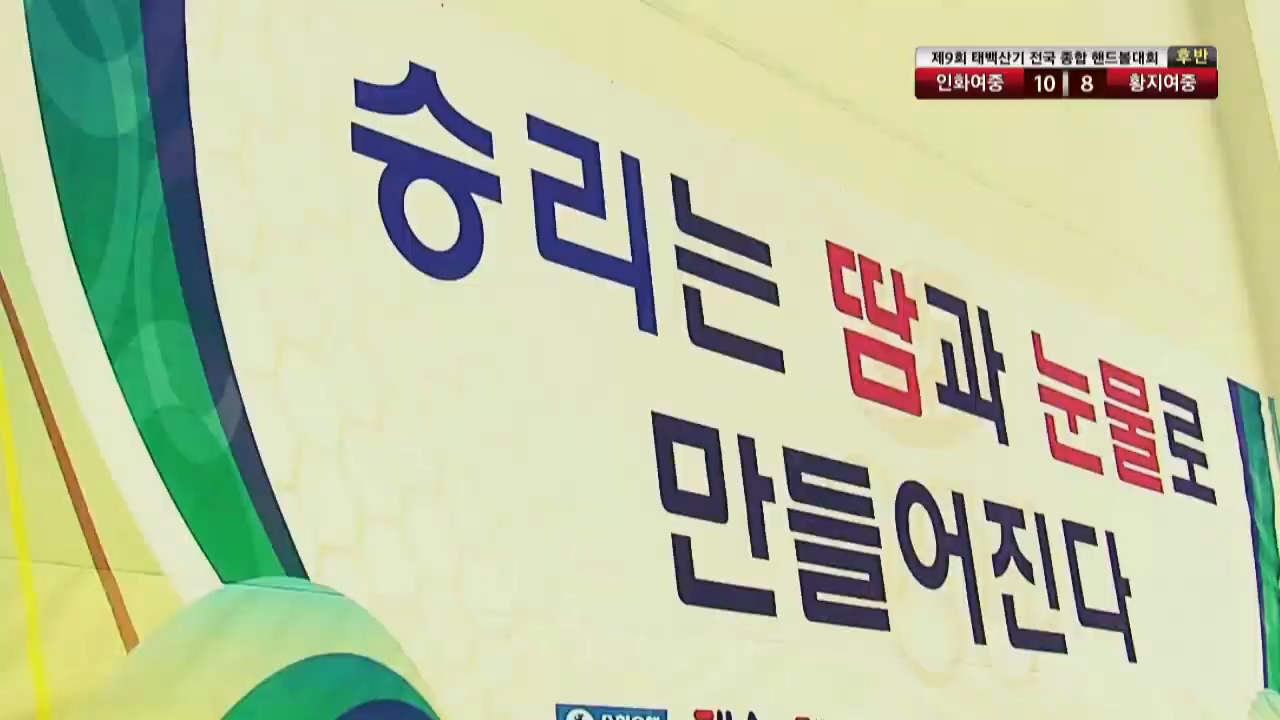 제9회 태백산기 전국 종합 핸드볼대회 후반
인화여중 10 8 황지여중
승리는 땀과 눈물로
만들어진다